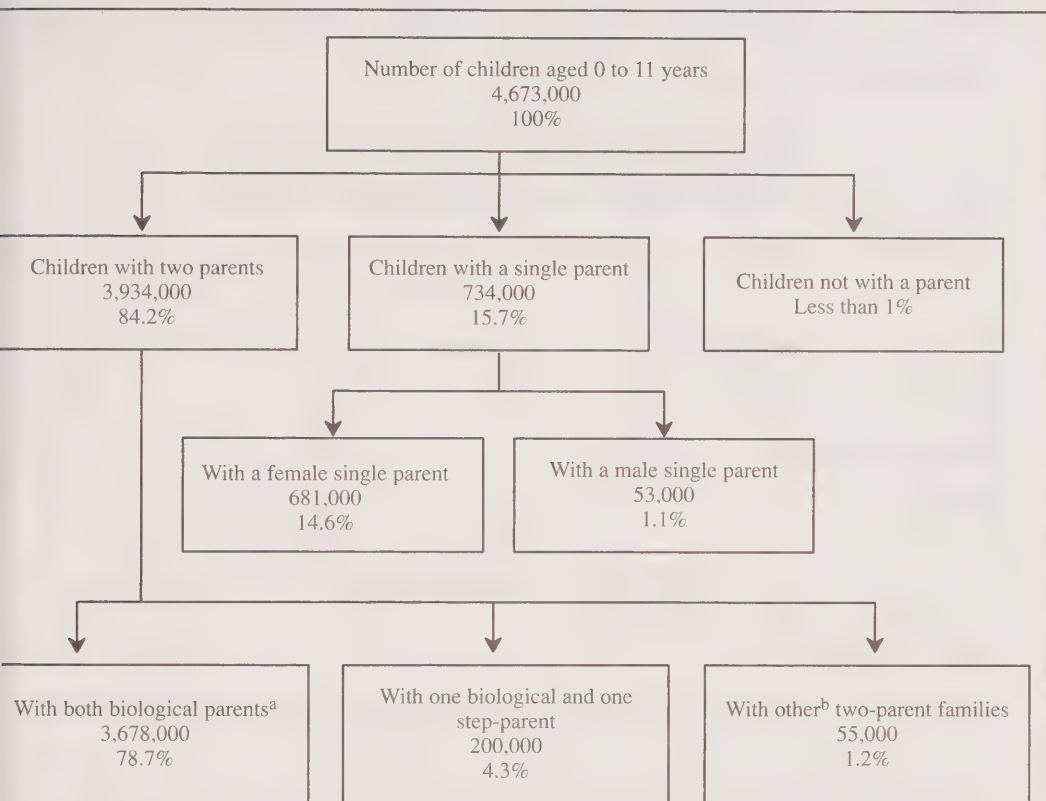 Number of children aged 0 to 11 years
4,673,000
100%
Children with two parents
3,934,000
84.2%
Children with a single parent
734,000
15.7%
Children not with a parent
Less than 1%
With a female single parent
681,000
14.6%
With a male single parent
53,000
1.1%
With both biological parentsᵃ
3,678,000
78.7%
With one biological and one
step-parent
200,000
4.3%
With otherᵇ two-parent families
55,000
1.2%